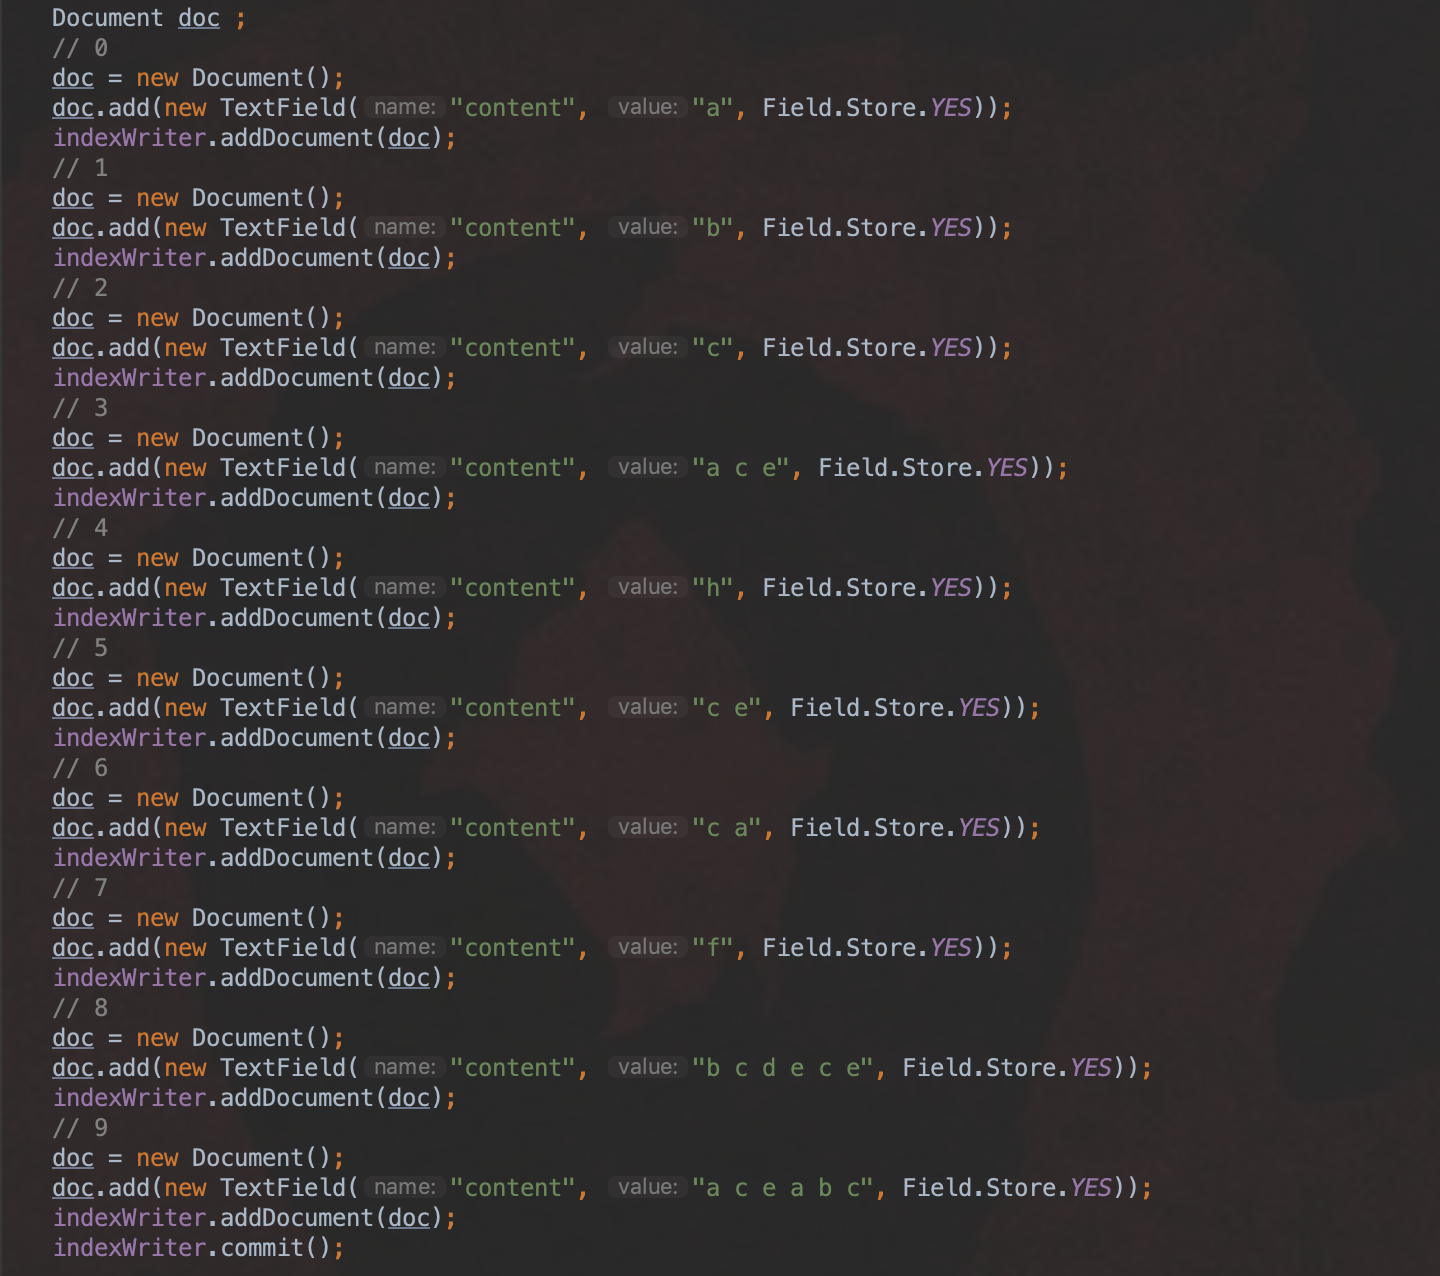 Document doc ;
// 0
doc = new Document();
doc.add(new TextField( name: "content", value: "a", Field.Store.YES));
indexWriter.addDocument(doc);
// 1
doc = new Document();
doc.add(new TextField( name: "content", value: "b", Field.Store.YES));
indexWriter.addDocument(doc);
// 2
doc = new Document();
doc.add(new TextField( name: "content", value: "c", Field.Store.YES));
indexWriter.addDocument(doc);
// 3
doc = new Document();
doc.add(new TextField( name: "content", value: "a c e", Field.Store.YES));
indexWriter.addDocument(doc);
// 4
doc = new Document();
doc.add(new TextField( name: "content", value: "h", Field.Store.YES));
indexWriter.addDocument(doc);
// 5
doc = new Document();
doc.add(new TextField( name: "content", value: "c e", Field.Store.YES));
indexWriter.addDocument(doc);
// 6
doc = new Document();
doc.add(new TextField( name: "content", value: "c a", Field.Store.YES));
indexWriter.addDocument(doc);
// 7
doc = new Document();
doc.add(new TextField( name: "content", value: "f", Field.Store.YES));
indexWriter.addDocument(doc);
// 8
doc = new Document();
doc.add(new TextField( name: "content", value: "b c d e c e", Field.Store.YES));
indexWriter.addDocument(doc);
// 9
doc = new Document();
doc.add(new TextField( name: "content", value: "a c e a b c", Field.Store.YES));
indexWriter.addDocument(doc);
indexWriter.commit();